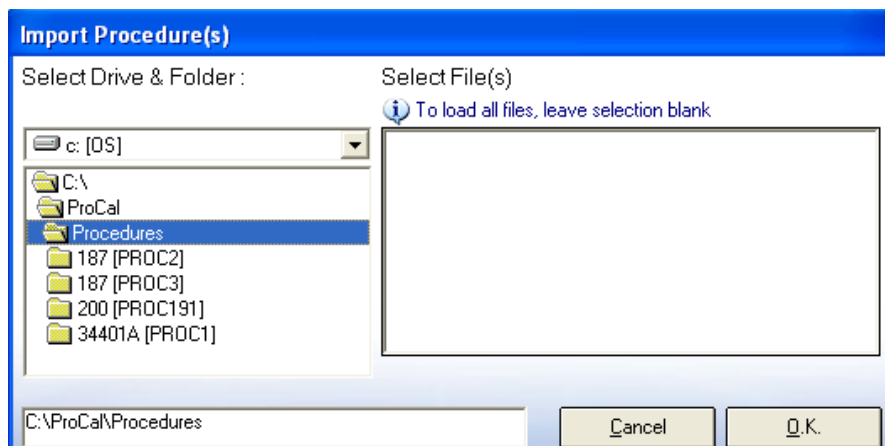 Import Procedure(s)
Select Drive & Folder :
Select File(s)
To load all files, leave selection blank
c: [OS]
C:\
ProCal
Procedures
187 [PROC2]
187 [PROC3]
200 [PROC191]
34401A [PROC1]
C:\ProCal\Procedures
Cancel
O.K.